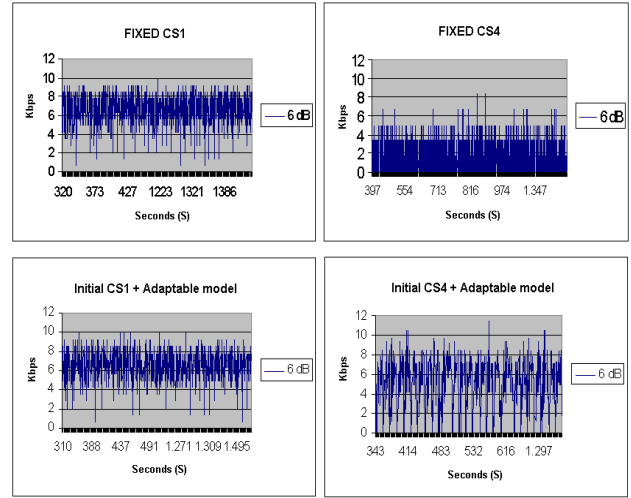 FIXED CS1
12
10
8
6
4
2
0
Kbps
320 373 427 1223 1321 1386
Seconds (S)
6 dB
FIXED CS4
12
10
8
6
4
2
0
Kbps
397 554 713 816 974 1.347
Seconds (S)
6 dB
Initial CS1 + Adaptable model
12
10
8
6
4
2
0
Kbps
310 388 437 491 1.271 1.309 1.495
Seconds (S)
6 dB
Initial CS4 + Adaptable model
12
10
8
6
4
2
0
Kbps
343 414 483 532 616 1.297
Seconds (S)
6 dB